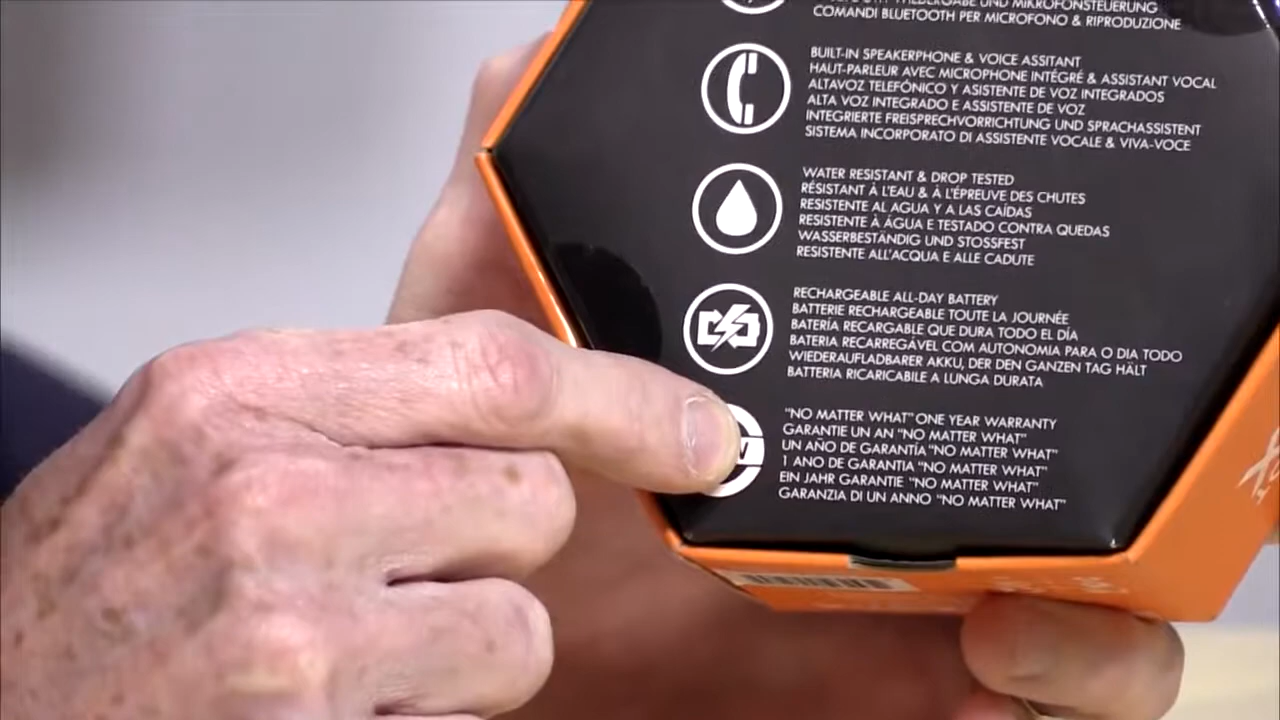 WIEDERGABE UND MIKROFONSTEUERUNG
COMANDI BLUETOOTH PER MICROFONO & RIPRODUZIONE
BUILT-IN SPEAKERPHONE & VOICE ASSITANT
HAUT-PARLEUR AVEC MICROPHONE INTÉGRÉ & ASSISTANT VOCAL
ALTAVOZ TELEFÓNICO Y ASISTENTE DE VOZ INTEGRADOS
ALTA VOZ INTEGRADO E ASSISTENTE DE VOZ
INTEGRIERTE FREISPRECHVORRICHTUNG UND SPRACHASSISTENT
SISTEMA INCORPORATO DI ASSISTENTE VOCALE & VIVA-VOCE
WATER RESISTANT & DROP TESTED
RÉSISTANT À L'EAU & À L'ÉPREUVE DES CHUTES
RESISTENTE AL AGUA Y A LAS CAÍDAS
RESISTENTE À ÁGUA E TESTADO CONTRA QUEDAS
WASSERBESTÄNDIG UND STOSSFEST
RESISTENTE ALL'ACQUA E ALLE CADUTE
RECHARGEABLE ALL-DAY BATTERY
BATTERIE RECHARGEABLE TOUTE LA JOURNÉE
BATERÍA RECARGABLE QUE DURA TODO EL DÍA
BATERIA RECARREGÁVEL COM AUTONOMIA PARA O DIA TODO
WIEDERAUFLADBARER AKKU, DER DEN GANZEN TAG HÄLT
BATTERIA RICARICABILE A LUNGA DURATA
"NO MATTER WHAT" ONE YEAR WARRANTY
GARANTIE UN AN "NO MATTER WHAT"
UN AÑO DE GARANTÍA "NO MATTER WHAT"
1 ANO DE GARANTIA "NO MATTER WHAT"
EIN JAHR GARANTIE "NO MATTER WHAT"
GARANZIA DI UN ANNO "NO MATTER WHAT"